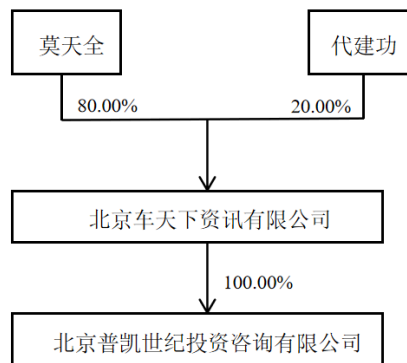 莫天全
代建功
80.00%
20.00%
北京车天下资讯有限公司
100.00%
北京普凯世纪投资咨询有限公司